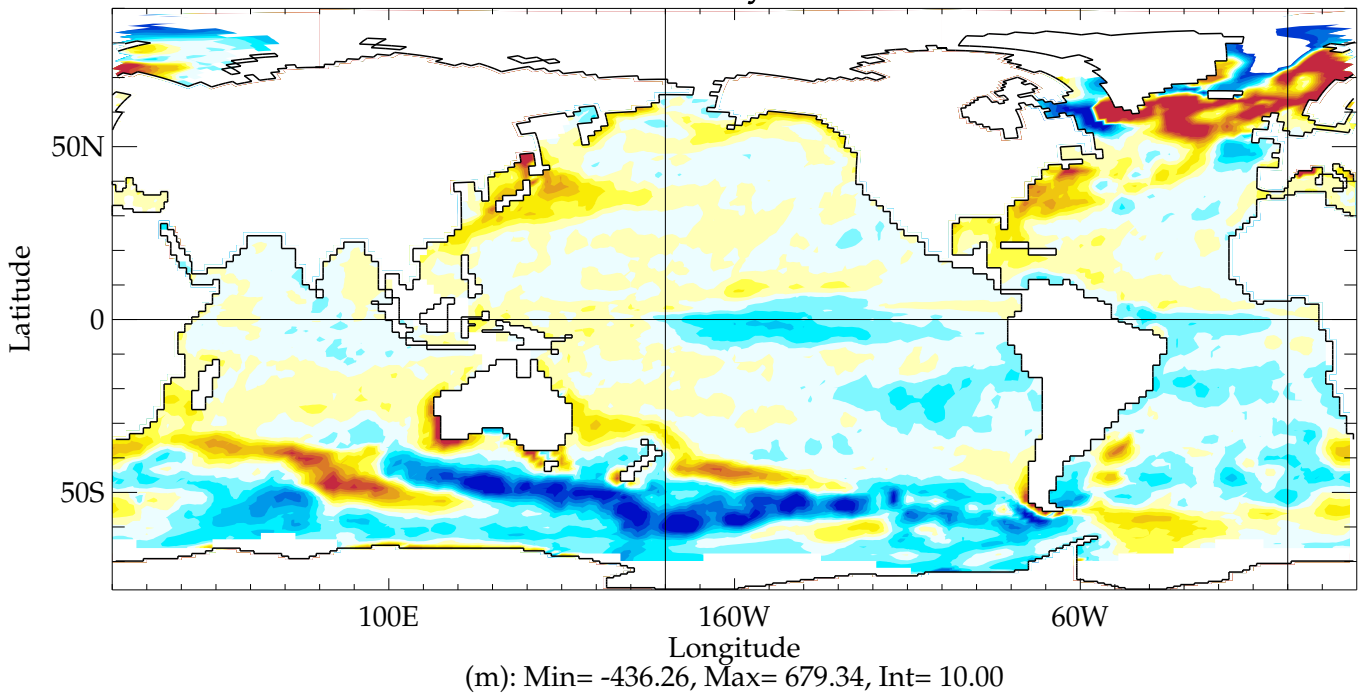 50N
0
50S
Latitude
100E
160W
60W
Longitude
(m): Min= -436.26, Max= 679.34, Int= 10.00